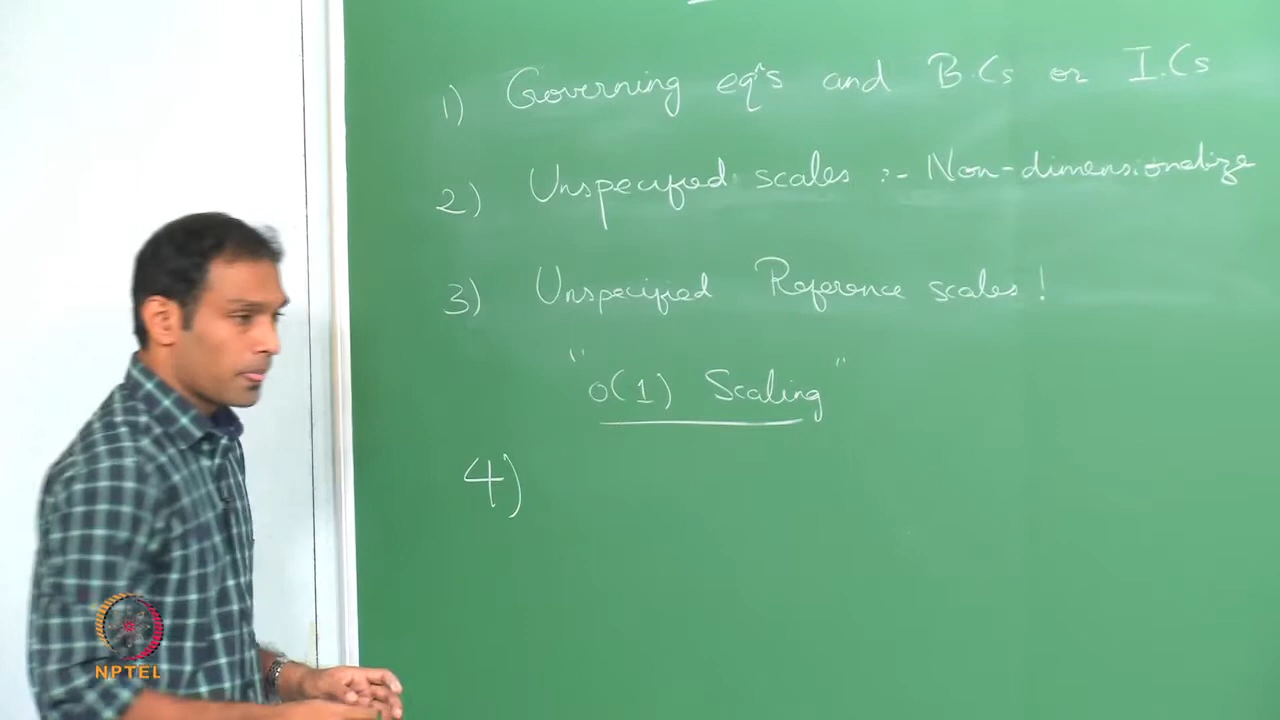 1) Governing eqns and B.Cs or I.Cs
2) Unspecified scales :- Non-dimensionalize
3) Unspecified Reference scales!
"O(1) Scaling"
4)
NPTEL